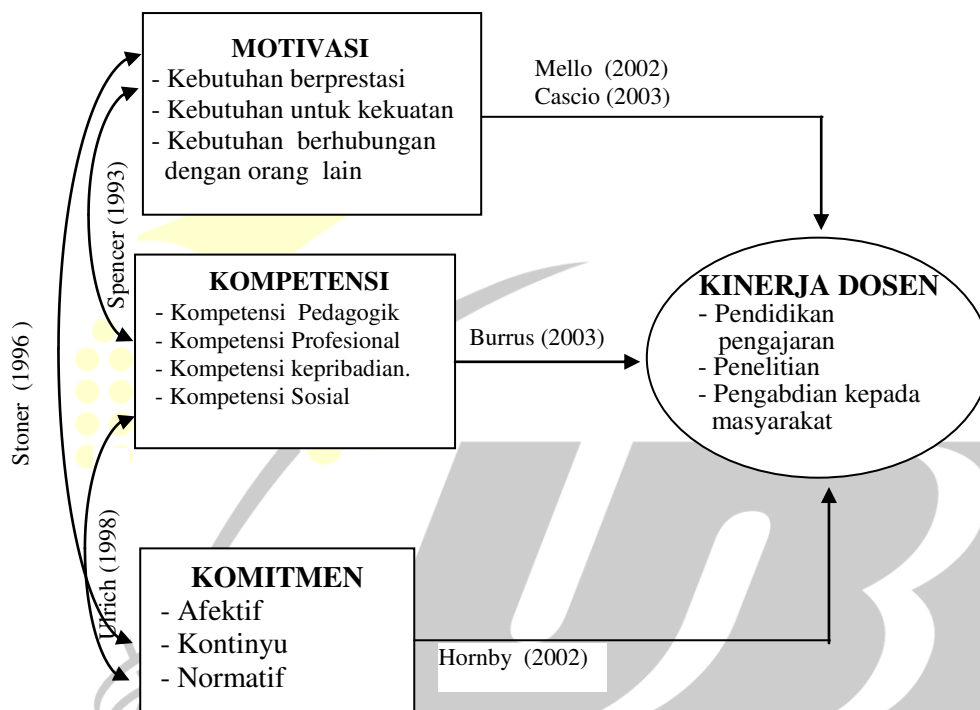 MOTIVASI
- Kebutuhan berprestasi
- Kebutuhan untuk kekuatan
- Kebutuhan berhubungan
dengan orang lain
Mello (2002)
Cascio (2003)
Spencer (1993)
Stoner (1996 )
KOMPETENSI
- Kompetensi Pedagogik
- Kompetensi Profesional
- Kompetensi kepribadian.
- Kompetensi Sosial
Burrus (2003)
KINERJA DOSEN
- Pendidikan
pengajaran
- Penelitian
- Pengabdian kepada
masyarakat
Ulrich (1998)
KOMITMEN
- Afektif
- Kontinyu
- Normatif
Hornby (2002)